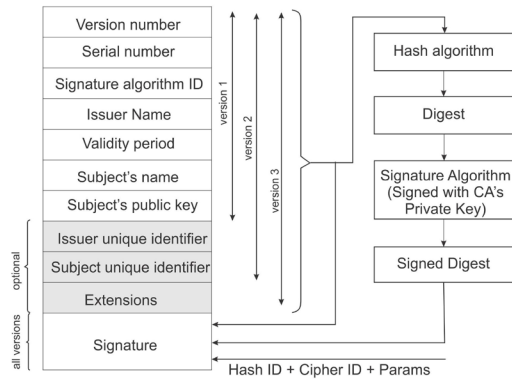 Version number
Serial number
Signature algorithm ID
Issuer Name
Validity period
Subject's name
Subject's public key
Issuer unique identifier
Subject unique identifier
Extensions
Signature
optional
all versions
version 1
version 2
version 3
Hash algorithm
Digest
Signature Algorithm
(Signed with CA's
Private Key)
Signed Digest
Hash ID + Cipher ID + Params